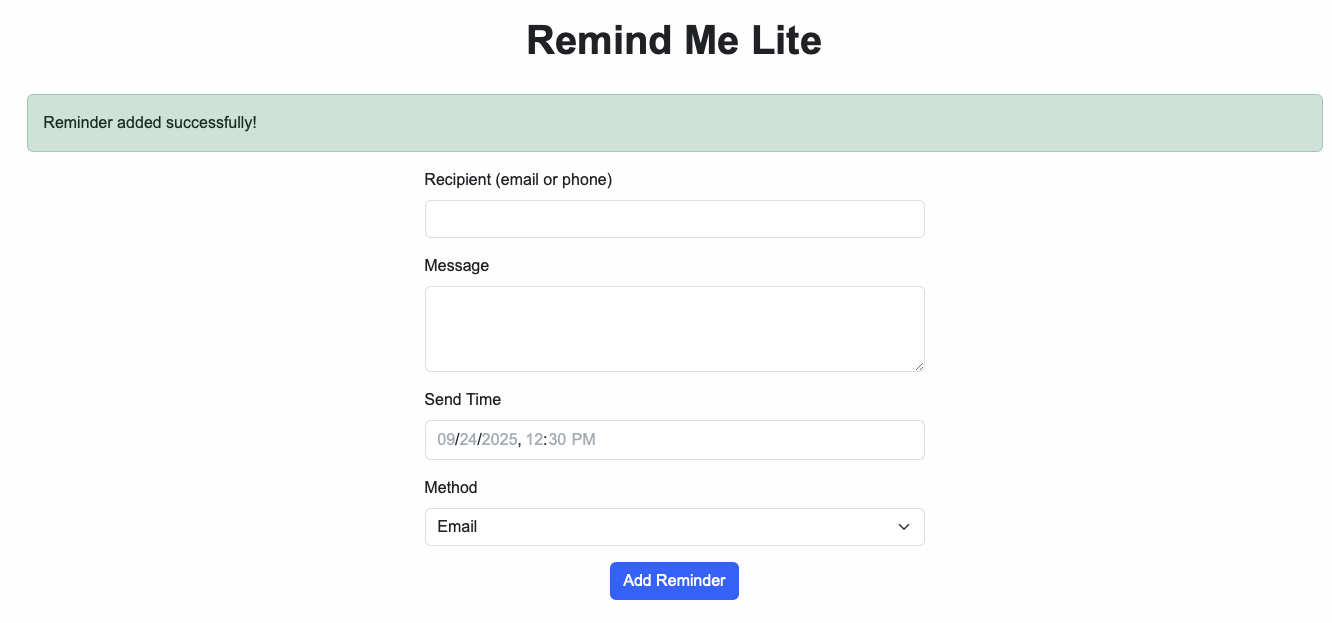 Remind Me Lite
Reminder added successfully!
Recipient (email or phone)
Message
Send Time
09/24/2025, 12:30 PM
Method
Email
Add Reminder